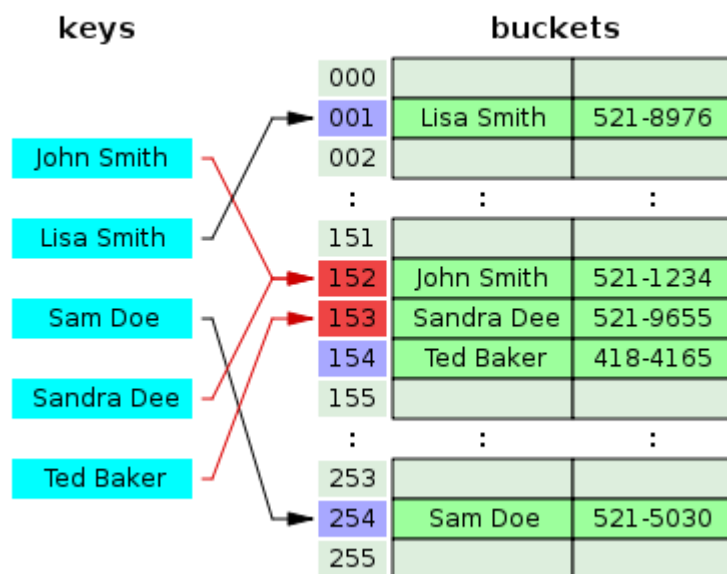 keys buckets
000
001 Lisa Smith 521-8976
John Smith 002
: : :
Lisa Smith 151
152 John Smith 521-1234
Sam Doe 153 Sandra Dee 521-9655
154 Ted Baker 418-4165
Sandra Dee 155
: : :
Ted Baker 253
254 Sam Doe 521-5030
255